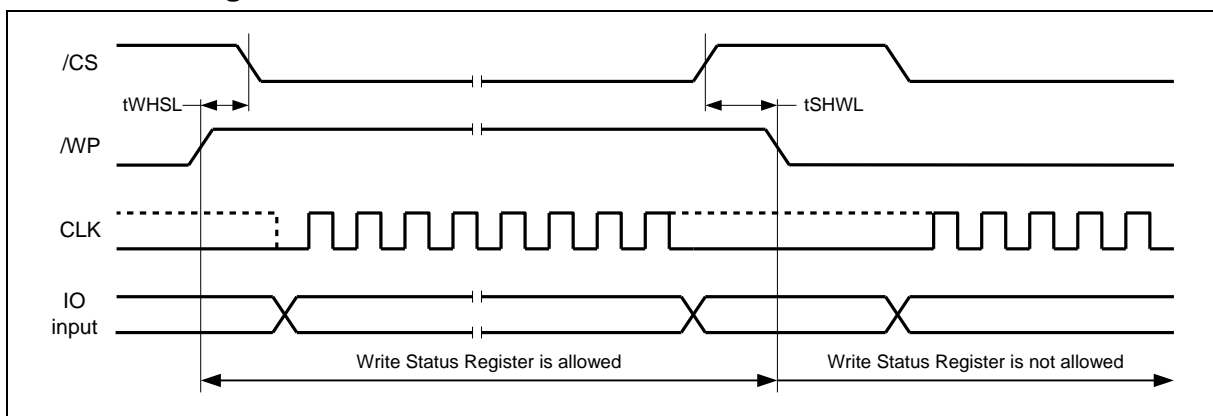 /CS
tWHSL
tSHWL
/WP
CLK
IO
input
Write Status Register is allowed
Write Status Register is not allowed